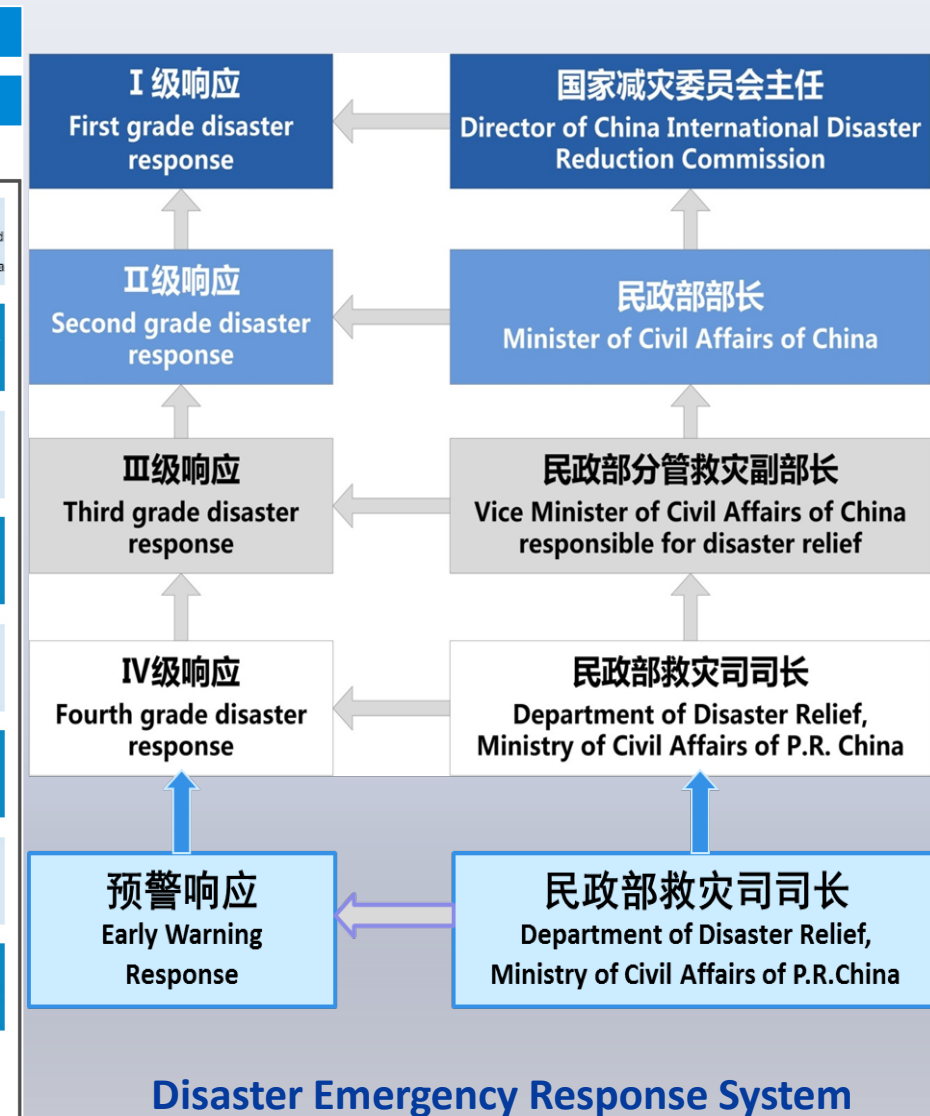 I 级响应
First grade disaster
response
国家减灾委员会主任
Director of China International Disaster
Reduction Commission
II级响应
Second grade disaster
response
民政部部长
Minister of Civil Affairs of China
III级响应
Third grade disaster
response
民政部分管救灾副部长
Vice Minister of Civil Affairs of China
responsible for disaster relief
IV级响应
Fourth grade disaster
response
民政部救灾司司长
Department of Disaster Relief,
Ministry of Civil Affairs of P.R. China
预警响应
Early Warning
Response
民政部救灾司司长
Department of Disaster Relief,
Ministry of Civil Affairs of P.R.China
Disaster Emergency Response System